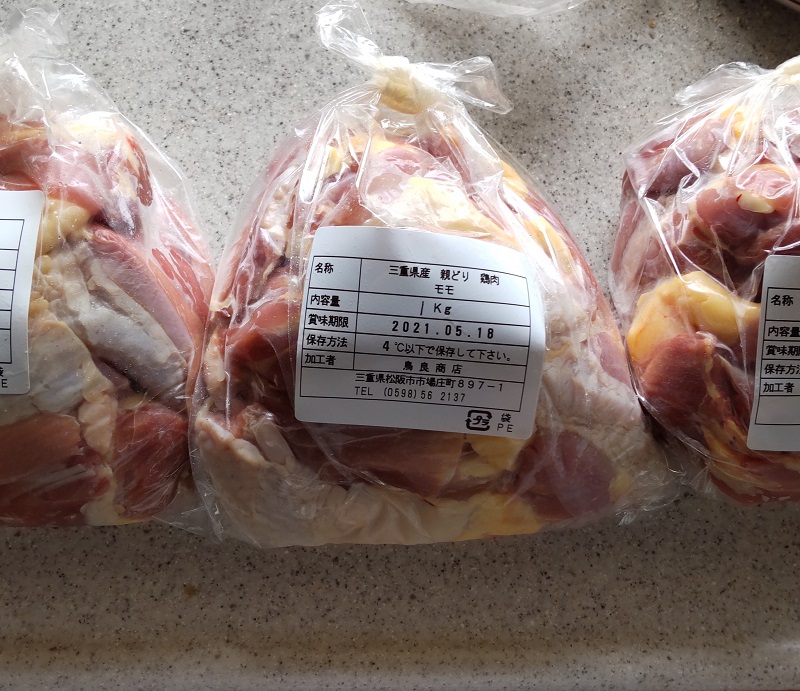 名称 三重県産 親どり 鶏肉
モモ
内容量 1Kg
賞味期限 2021.05.18
保存方法 4℃以下で保存して下さい。
加工者 鳥良商店
三重県松阪市市場庄町897-1
TEL (0598)56 2137
プラ 袋
PE
袋
PE
名称
内容量
賞味期
保存方法
加工者